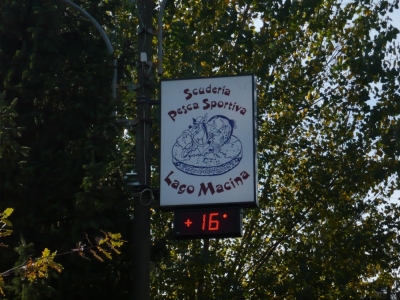 Scuderia
Pesca Sportiva
Lago Macina
+16°